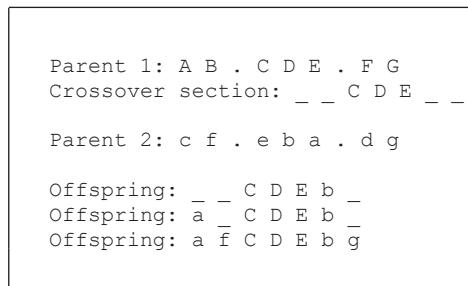 Parent 1: A B . C D E . F G
Crossover section: _ _ C D E _ _
Parent 2: c f . e b a . d g
Offspring: _ _ C D E b _
Offspring: a _ C D E b _
Offspring: a f C D E b g